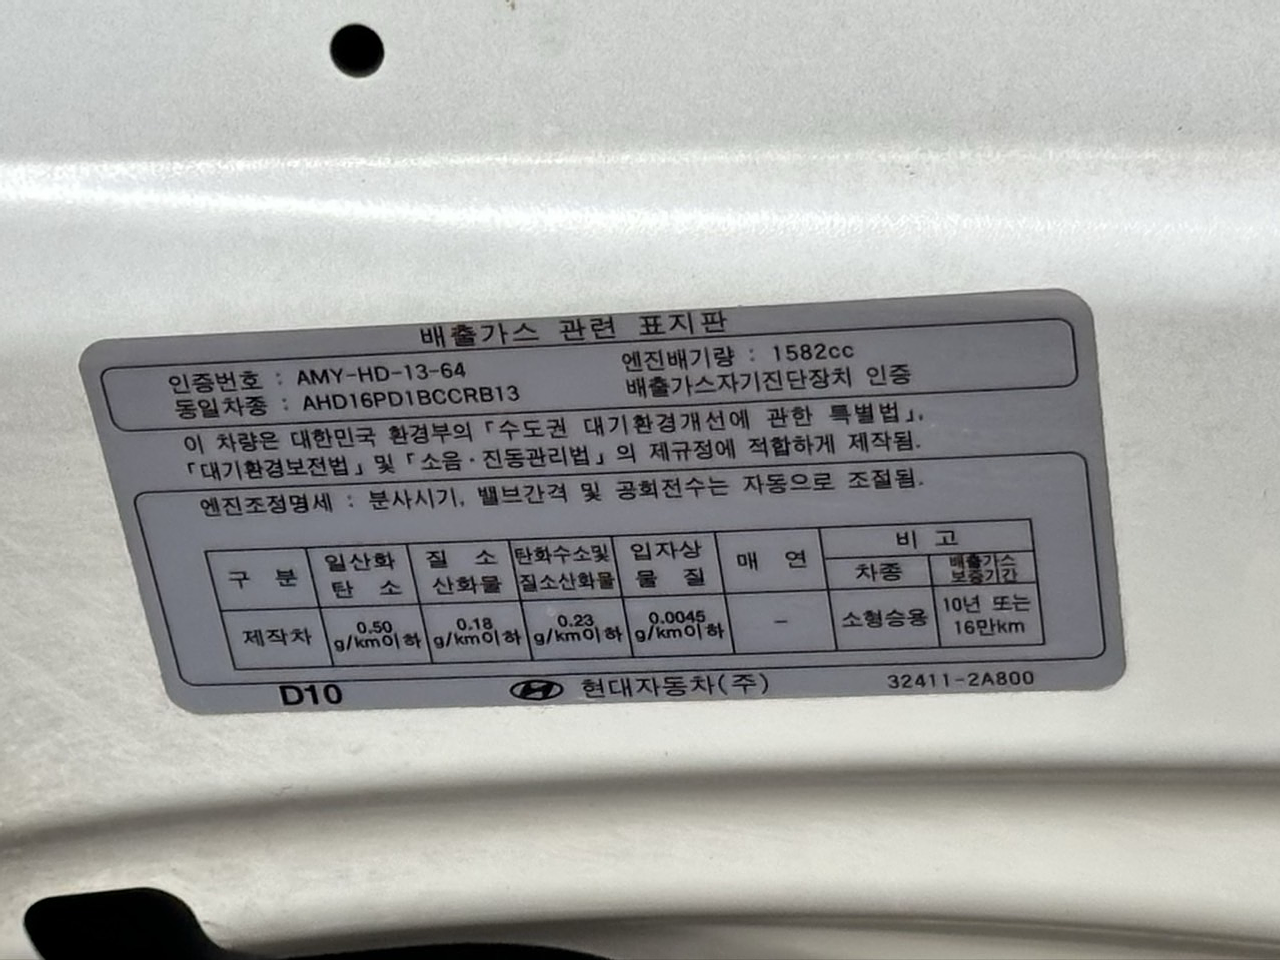 배출가스 관련 표지판
인증번호 : AMY-HD-13-64 엔진배기량 : 1582cc
동일차종 : AHD16PD1BCCRB13 배출가스자기진단장치 인증
이 차량은 대한민국 환경부의 「수도권 대기환경개선에 관한 특별법」,
「대기환경보전법」 및 「소음·진동관리법」의 제규정에 적합하게 제작됨.
엔진조정명세 : 분사시기, 밸브간격 및 공회전수는 자동으로 조절됨.
구 분 일산화 탄 소 질 소 산화물 탄화수소및 질소산화물 입자상 물 질 매 연 비 고
차종 배출가스 보증기간
제작차 0.50 g/km이하 0.18 g/km이하 0.23 g/km이하 0.0045 g/km이하 - 소형승용 10년 또는 16만km
D10 현대자동차(주) 32411-2A800